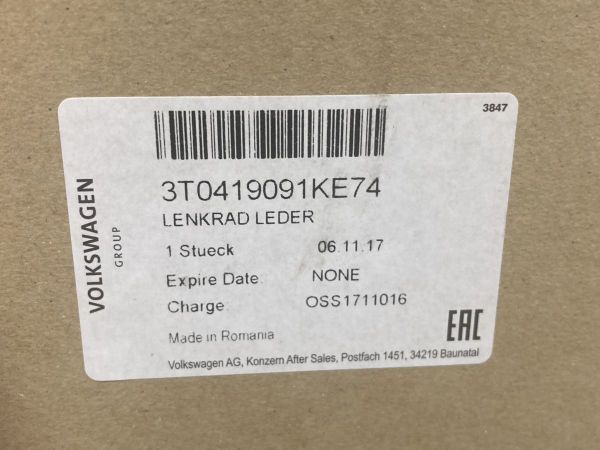 3847
VOLKSWAGEN
GROUP
3T0419091KE74
LENKRAD LEDER
1 Stueck 06.11.17
Expire Date: NONE
Charge: OSS1711016
Made in Romania
EAC
Volkswagen AG, Konzern After Sales, Postfach 1451, 34219 Baunatal